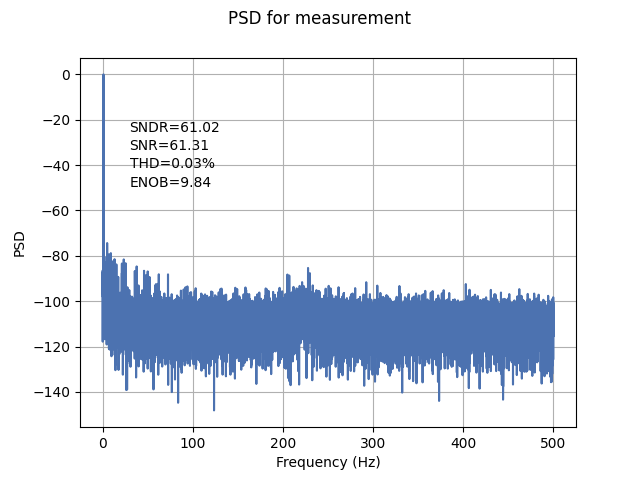 PSD for measurement
0
−20
−40
−60
−80
−100
−120
−140
PSD
SNDR=61.02
SNR=61.31
THD=0.03%
ENOB=9.84
0 100 200 300 400 500
Frequency (Hz)